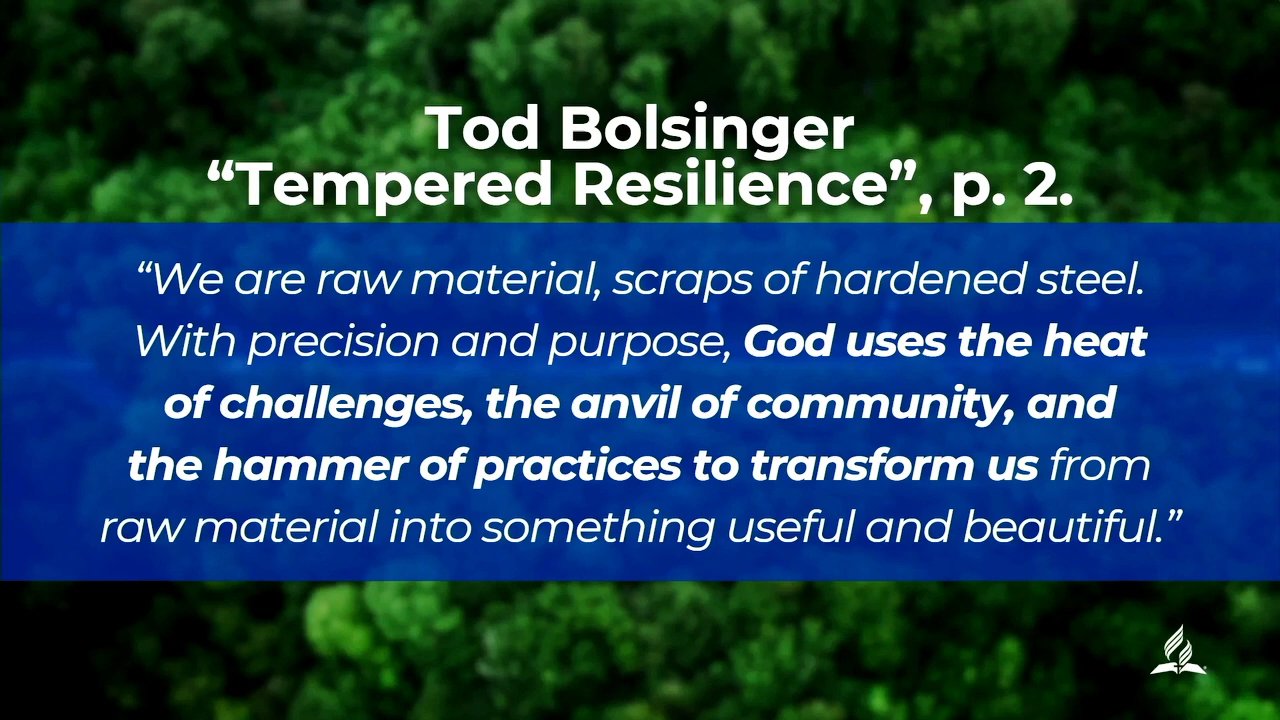 Tod Bolsinger
“Tempered Resilience”, p. 2.
“We are raw material, scraps of hardened steel.
With precision and purpose, God uses the heat
of challenges, the anvil of community, and
the hammer of practices to transform us from
raw material into something useful and beautiful.”